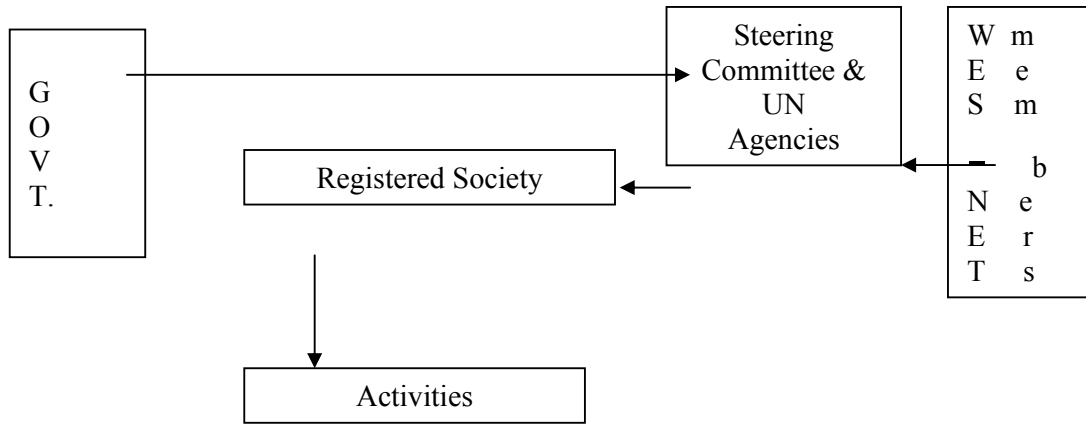 G
O
V
T.
Steering
Committee &
UN
Agencies
Registered Society
Activities
W m
E e
S m
- b
N e
E r
T s